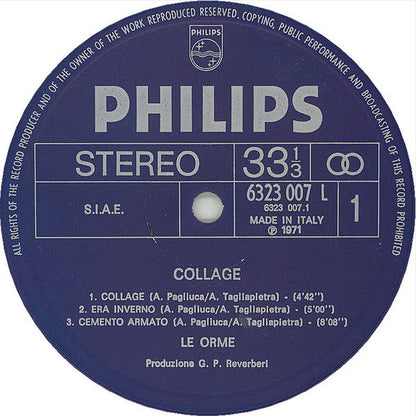 ALL RIGHTS OF THE RECORD PRODUCER AND OF THE OWNER OF THE WORK RECORDED RESERVED. COPYING, PUBLIC PERFORMANCE AND BROADCASTING OF THIS RECORD PROHIBITED
PHILIPS
PHILIPS
STEREO
33 1/3
S.I.A.E.
6323 007 L
6323 007.1
MADE IN ITALY
℗ 1971
1
COLLAGE
1. COLLAGE (A. Pagliuca/A. Tagliapietra) - (4'42'')
2. ERA INVERNO (A. Pagliuca/A. Tagliapietra) - (5'00'')
3. CEMENTO ARMATO (A. Pagliuca/A. Tagliapietra) - (8'08'')
LE ORME
Produzione G. P. Reverberi